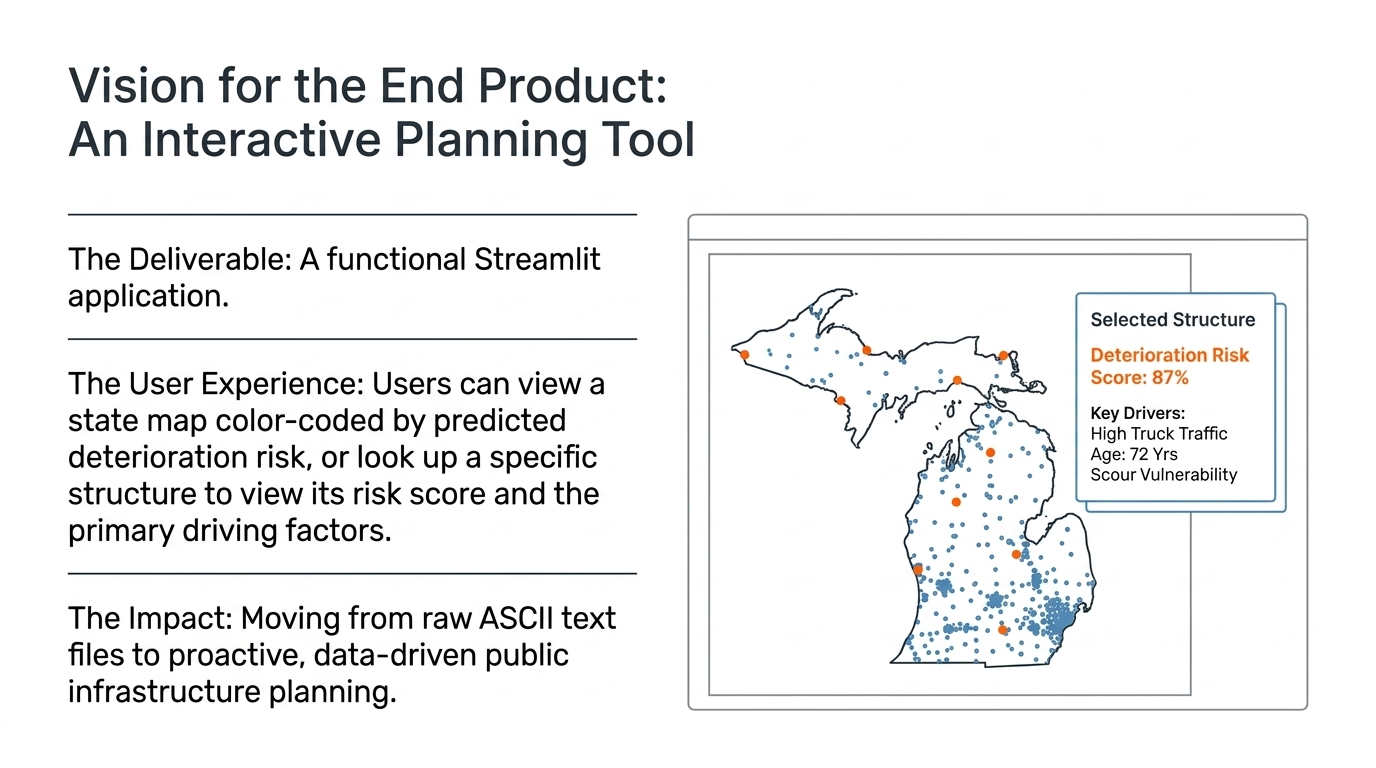 Vision for the End Product:
An Interactive Planning Tool
The Deliverable: A functional Streamlit
application.
The User Experience: Users can view a
state map color-coded by predicted
deterioration risk, or look up a specific
structure to view its risk score and the
primary driving factors.
The Impact: Moving from raw ASCII text
files to proactive, data-driven public
infrastructure planning.
Selected Structure
Deterioration Risk
Score: 87%
Key Drivers:
High Truck Traffic
Age: 72 Yrs
Scour Vulnerability